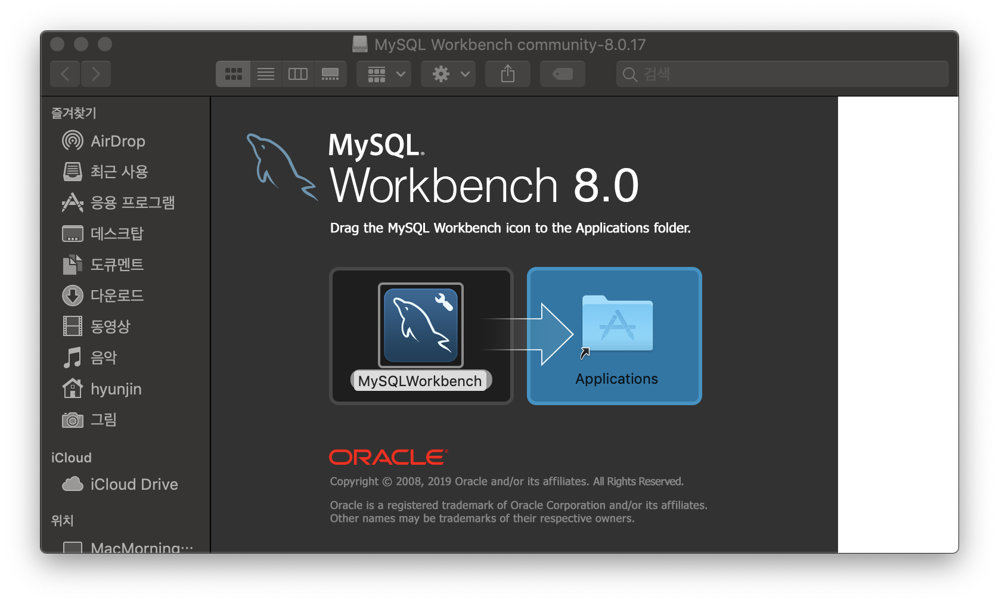 MySQL Workbench community-8.0.17
검색
즐겨찾기
AirDrop
최근 사용
응용 프로그램
데스크탑
도큐멘트
다운로드
동영상
음악
hyunjin
그림
iCloud
iCloud Drive
위치
MacMorning…
MySQL®
Workbench 8.0
Drag the MySQL Workbench icon to the Applications folder.
MySQLWorkbench
Applications
ORACLE®
Copyright © 2008, 2019 Oracle and/or its affiliates. All Rights Reserved.
Oracle is a registered trademark of Oracle Corporation and/or its affiliates.
Other names may be trademarks of their respective owners.